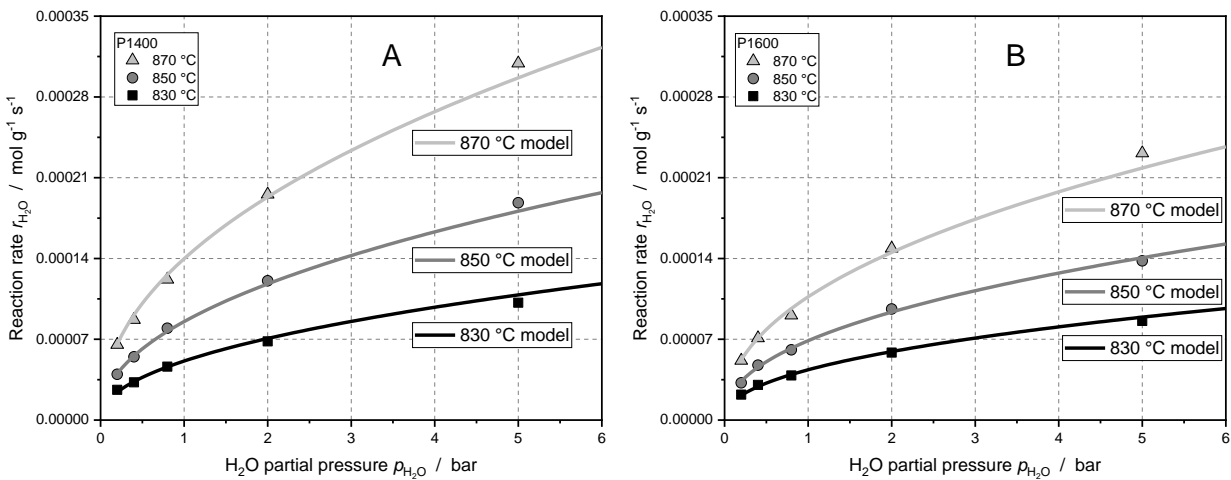 A
P1400
870 °C
850 °C
830 °C
870 °C model
850 °C model
830 °C model
0.00035
0.00028
0.00021
0.00014
0.00007
0.00000
0 1 2 3 4 5 6
Reaction rate r_H₂O / mol g⁻¹ s⁻¹
H₂O partial pressure p_H₂O / bar
B
P1600
870 °C
850 °C
830 °C
870 °C model
850 °C model
830 °C model
0.00035
0.00028
0.00021
0.00014
0.00007
0.00000
0 1 2 3 4 5 6
Reaction rate r_H₂O / mol g⁻¹ s⁻¹
H₂O partial pressure p_H₂O / bar